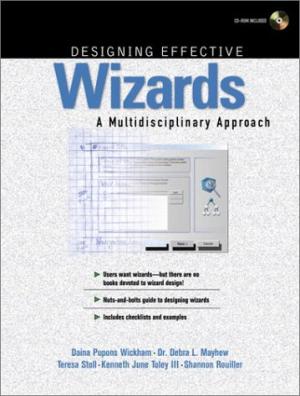 CD-ROM INCLUDED
DESIGNING EFFECTIVE
Wizards
A Multidisciplinary Approach
Users want wizards—but there are no
books devoted to wizard design!
Nuts-and-bolts guide to designing wizards
Includes checklists and examples
Daina Pupons Wickham • Dr. Debra L. Mayhew
Teresa Stoll • Kenneth June Toley III • Shannon Rouiller